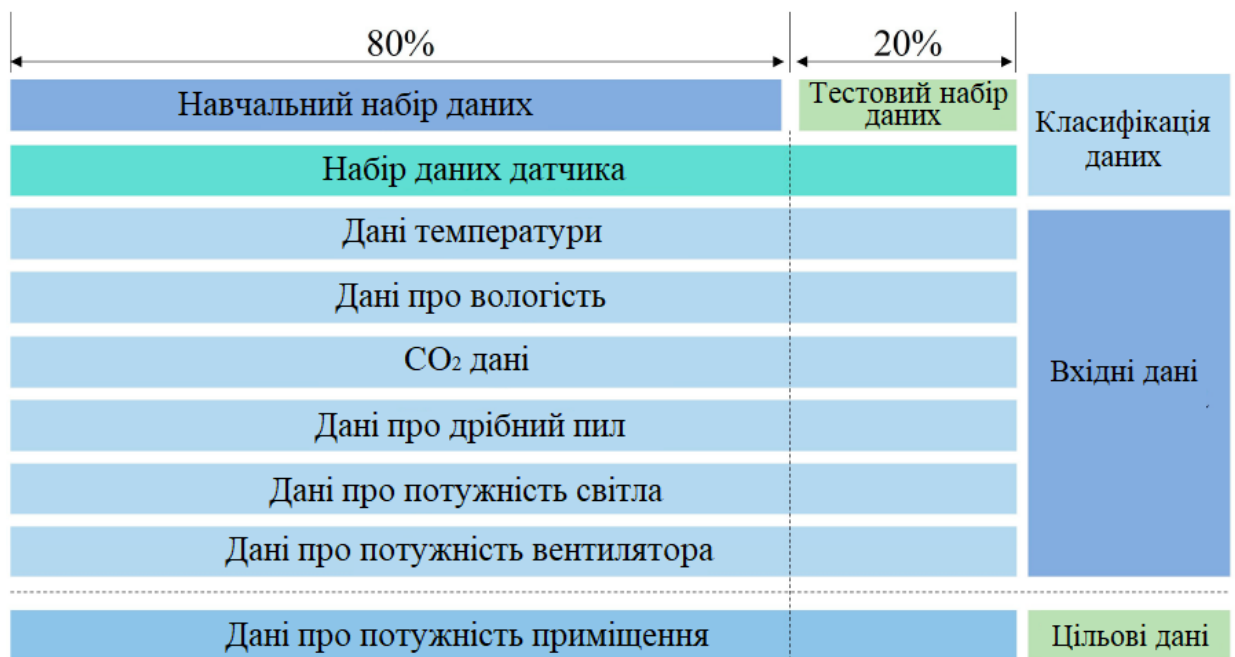 80%
20%
Навчальний набір даних
Тестовий набір
даних
Класифікація
даних
Набір даних датчика
Дані температури
Дані про вологість
CO₂ дані
Дані про дрібний пил
Дані про потужність світла
Дані про потужність вентилятора
Вхідні дані
Дані про потужність приміщення
Цільові дані